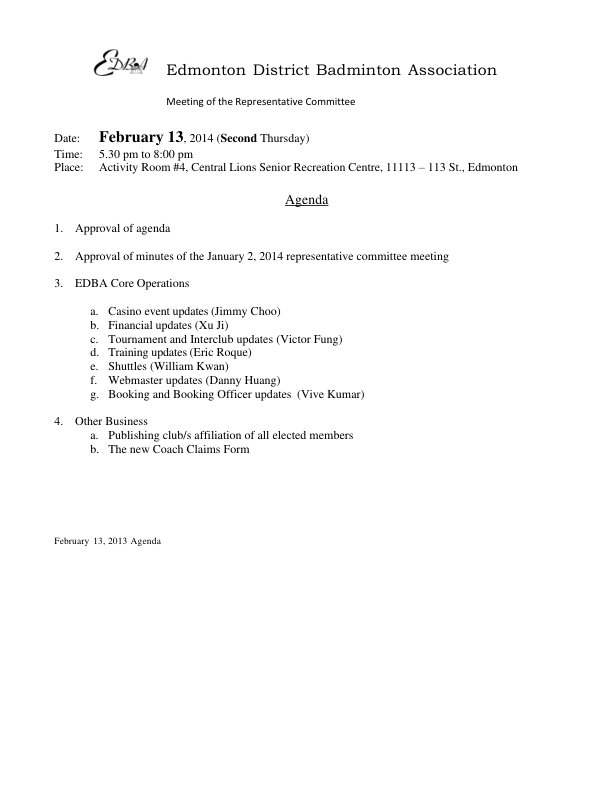 EDBA
Edmonton District Badminton Association
Meeting of the Representative Committee
Date: February 13, 2014 (Second Thursday)
Time: 5.30 pm to 8:00 pm
Place: Activity Room #4, Central Lions Senior Recreation Centre, 11113 – 113 St., Edmonton
Agenda
1. Approval of agenda
2. Approval of minutes of the January 2, 2014 representative committee meeting
3. EDBA Core Operations
a. Casino event updates (Jimmy Choo)
b. Financial updates (Xu Ji)
c. Tournament and Interclub updates (Victor Fung)
d. Training updates (Eric Roque)
e. Shuttles (William Kwan)
f. Webmaster updates (Danny Huang)
g. Booking and Booking Officer updates (Vive Kumar)
4. Other Business
a. Publishing club/s affiliation of all elected members
b. The new Coach Claims Form
February 13, 2013 Agenda